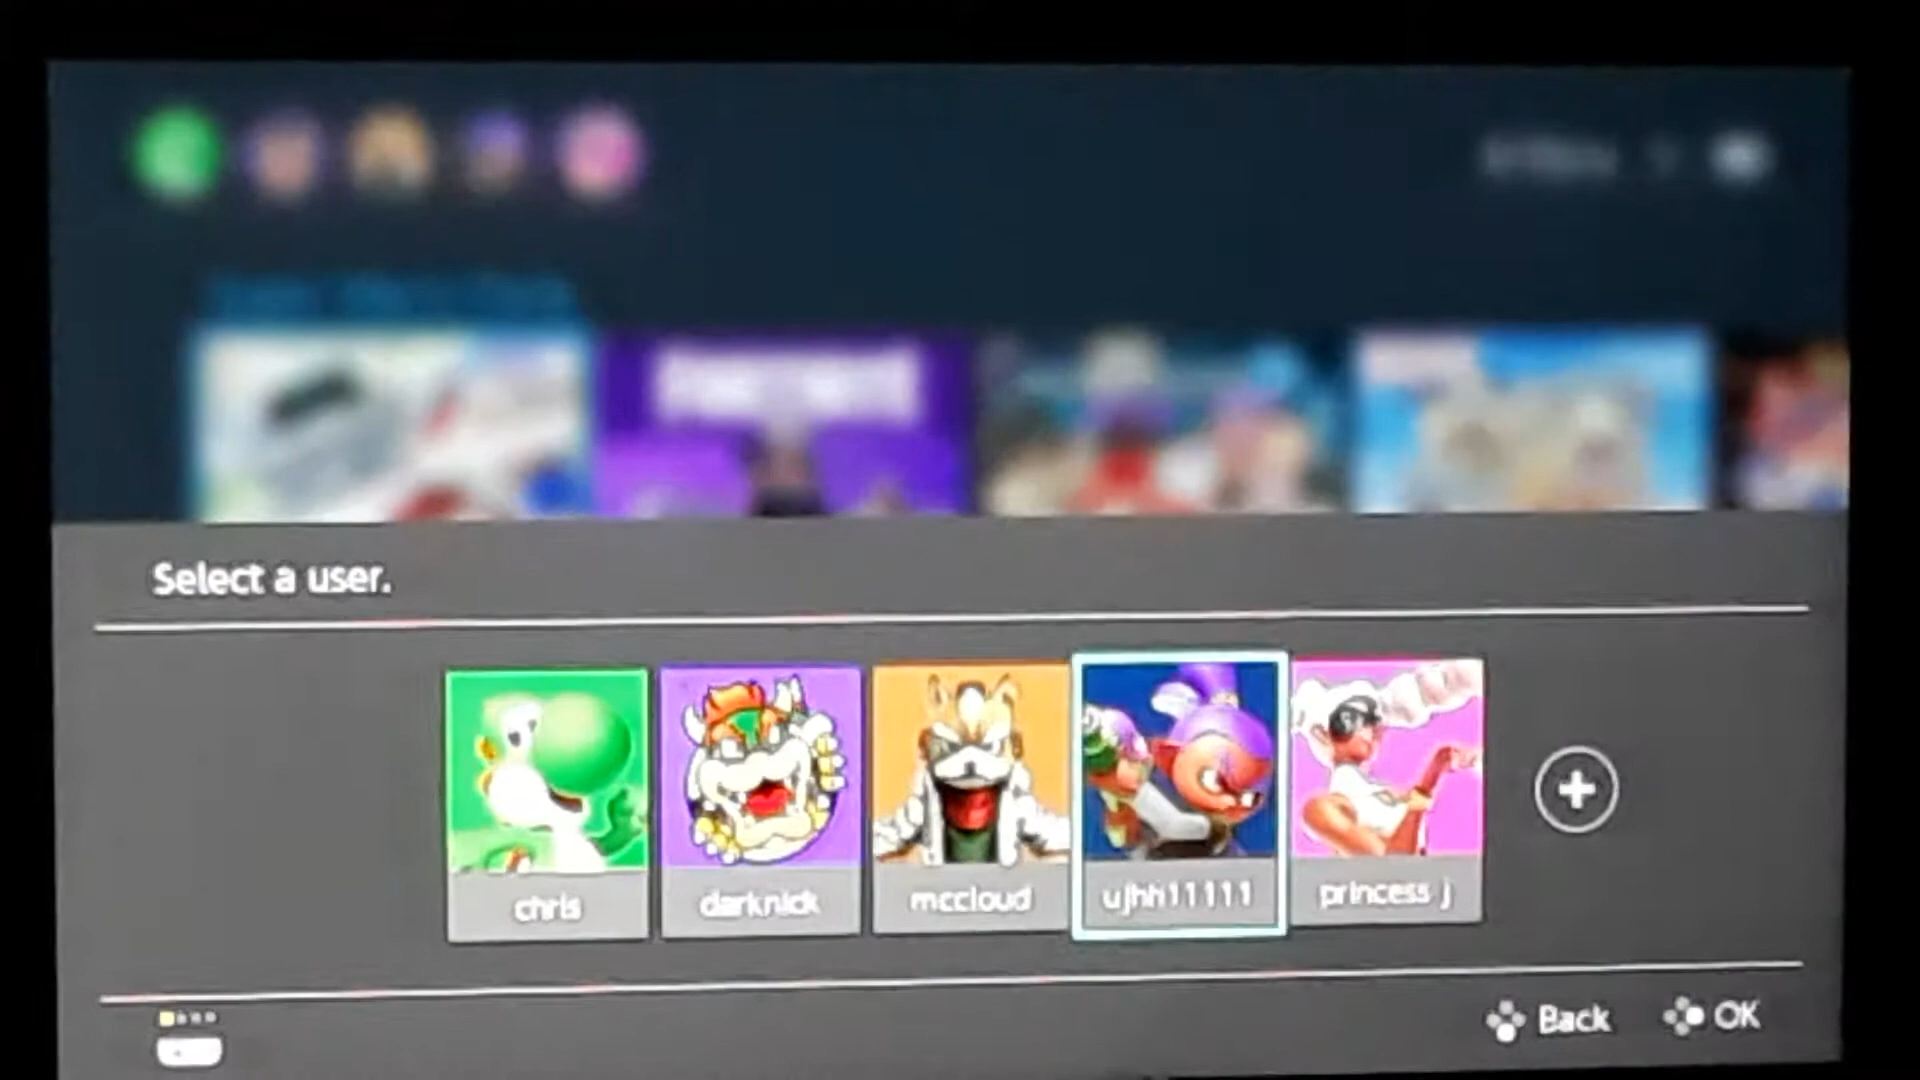 Select a user.
chris
darknick
mccloud
ujhh11111
princess j
Back
OK